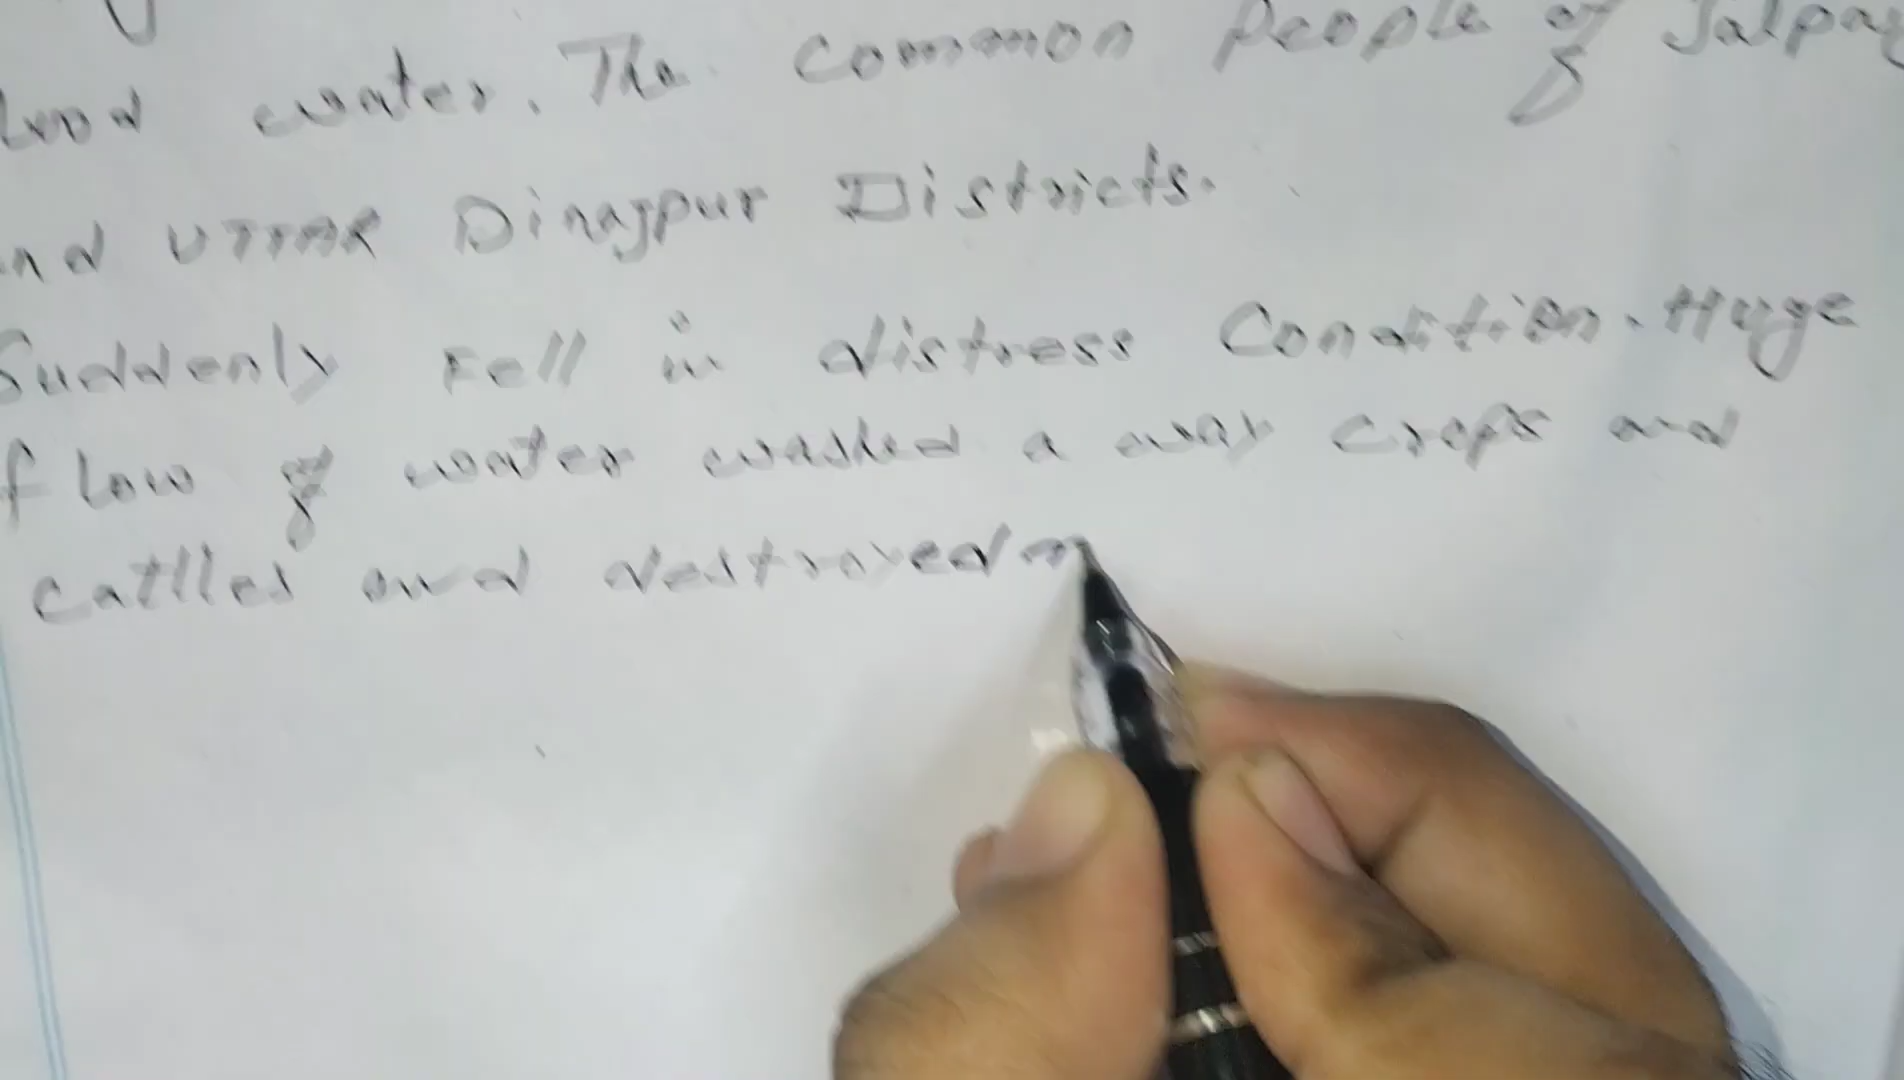 water. The common People of Jalpai
and UTTAR Dinajpur Districts.
Suddenly Fell in distress Condition. Huge
flow of water washed a way crops and
cattles and destroyed